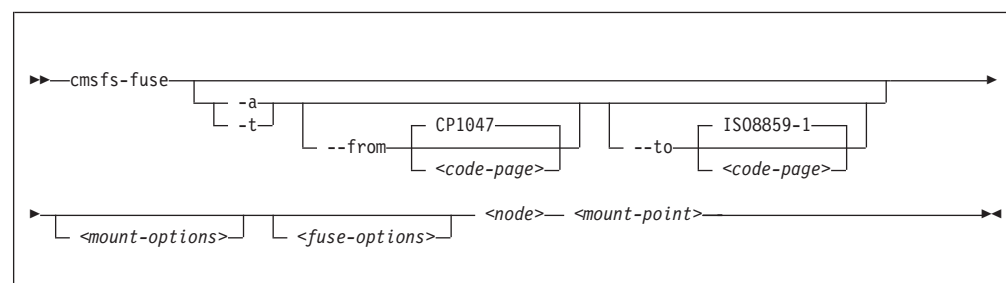 cmsfs-fuse
-a
-t
--from
CP1047
<code-page>
--to
ISO8859-1
<code-page>
<mount-options>
<fuse-options>
<node> <mount-point>